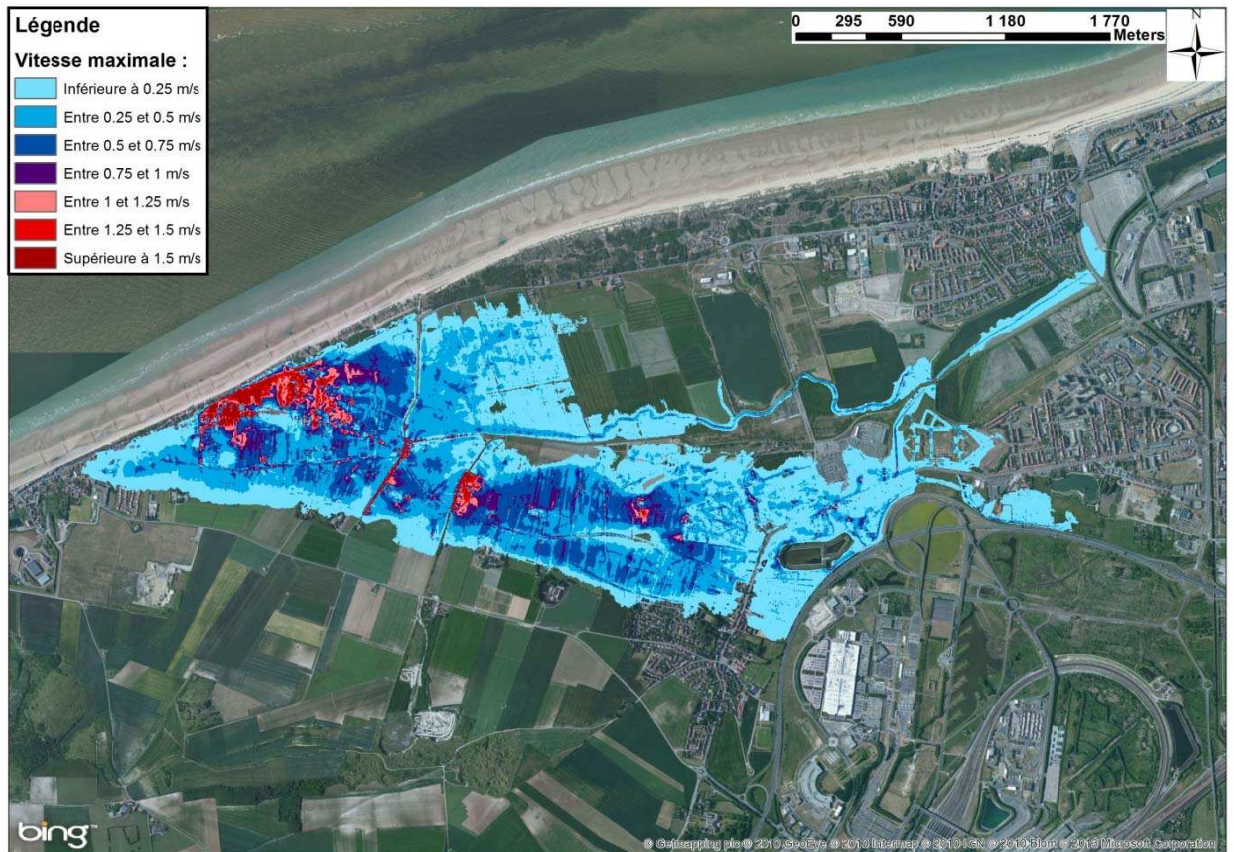 Légende
Vitesse maximale :
Inférieure à 0.25 m/s
Entre 0.25 et 0.5 m/s
Entre 0.5 et 0.75 m/s
Entre 0.75 et 1 m/s
Entre 1 et 1.25 m/s
Entre 1.25 et 1.5 m/s
Supérieure à 1.5 m/s
0 295 590 1 180 1 770
Meters
N
bing™
© Getmapping plc © 2010 GeoEye © 2010 Intermap © 2010 IGN © 2010 Blom © 2013 Microsoft Corporation